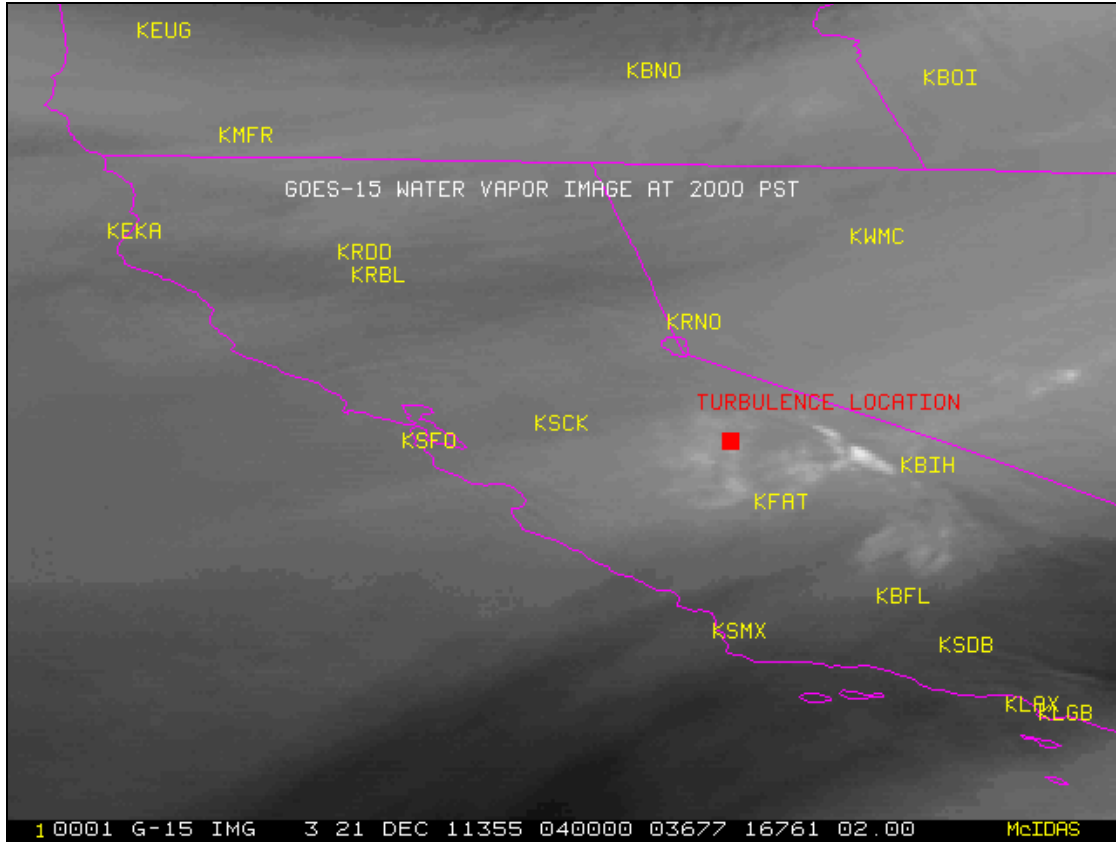 KEUG
KBNO
KBOI
KMFR
GOES-15 WATER VAPOR IMAGE AT 2000 PST
KEKA
KWMC
KRDD
KRBL
KRNO
TURBULENCE LOCATION
KSCK
KSFO
KBIH
KFAT
KBFL
KSMX
KSDB
KLAX
KLGB
1 0001 G-15 IMG 3 21 DEC 11355 040000 03677 16761 02.00 McIDAS